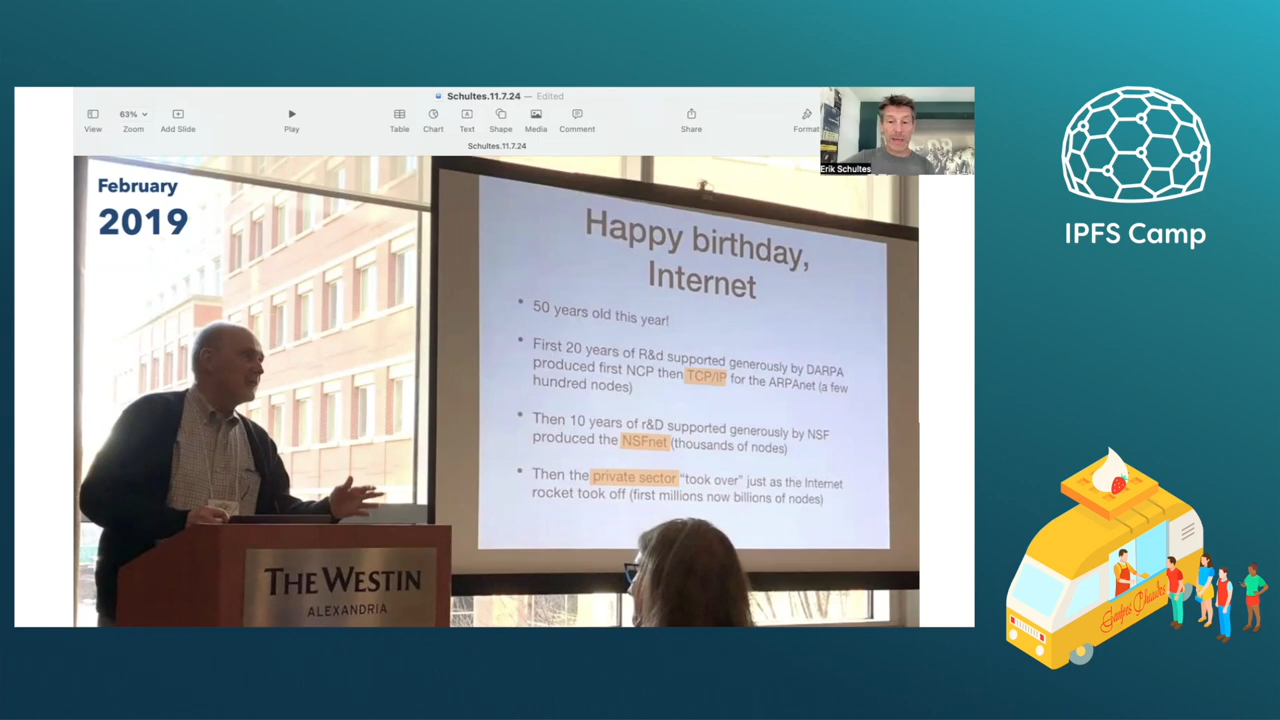 Schultes.11.7.24 — Edited
63%
View
Zoom
Add Slide
Play
Table
Chart
Text
Shape
Media
Comment
Share
Format
Schultes.11.7.24
Erik Schultes
February
2019
Happy birthday,
Internet
• 50 years old this year!
• First 20 years of R&d supported generously by DARPA
produced first NCP then TCP/IP for the ARPAnet (a few
hundred nodes)
• Then 10 years of r&D supported generously by NSF
produced the NSFnet (thousands of nodes)
• Then the private sector “took over” just as the Internet
rocket took off (first millions now billions of nodes)
THE WESTIN
ALEXANDRIA
IPFS Camp